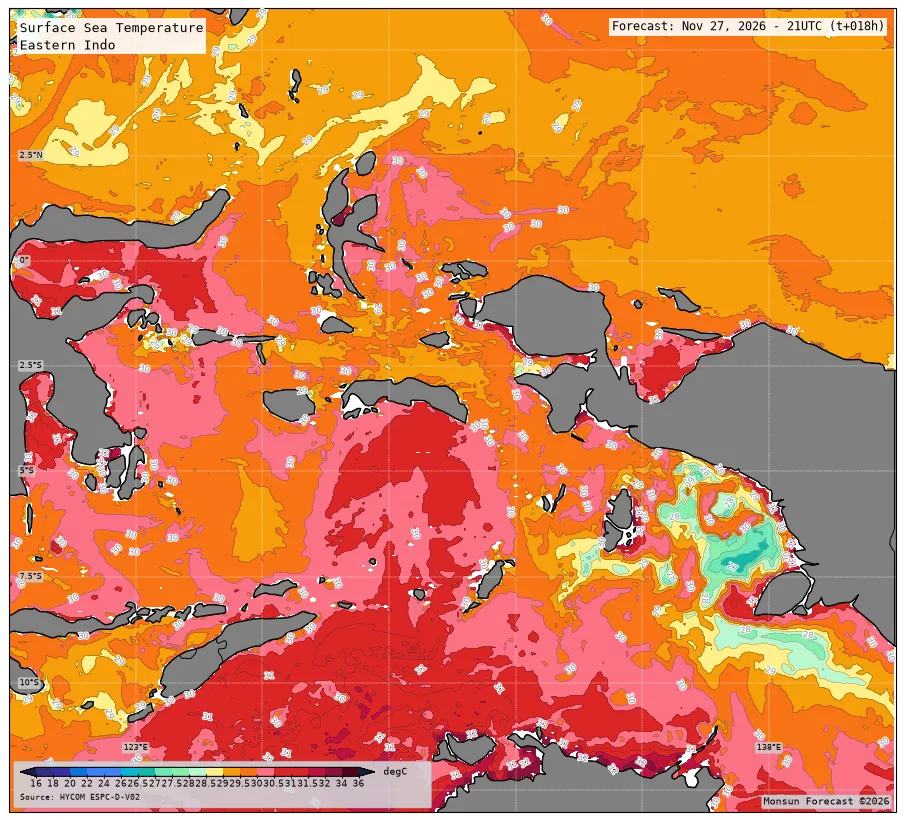 Surface Sea Temperature
Eastern Indo
Forecast: Nov 27, 2026 - 21UTC (t+018h)
2.5°N
0°
2.5°S
5°S
7.5°S
10°S
123°E
138°E
degC
16 18 20 22 24 26 26.5 27 27.5 28 28.5 29 29.5 30 30.5 31 31.5 32 34 36
Source: HYCOM ESPC-D-V02
Monsun Forecast ©2026